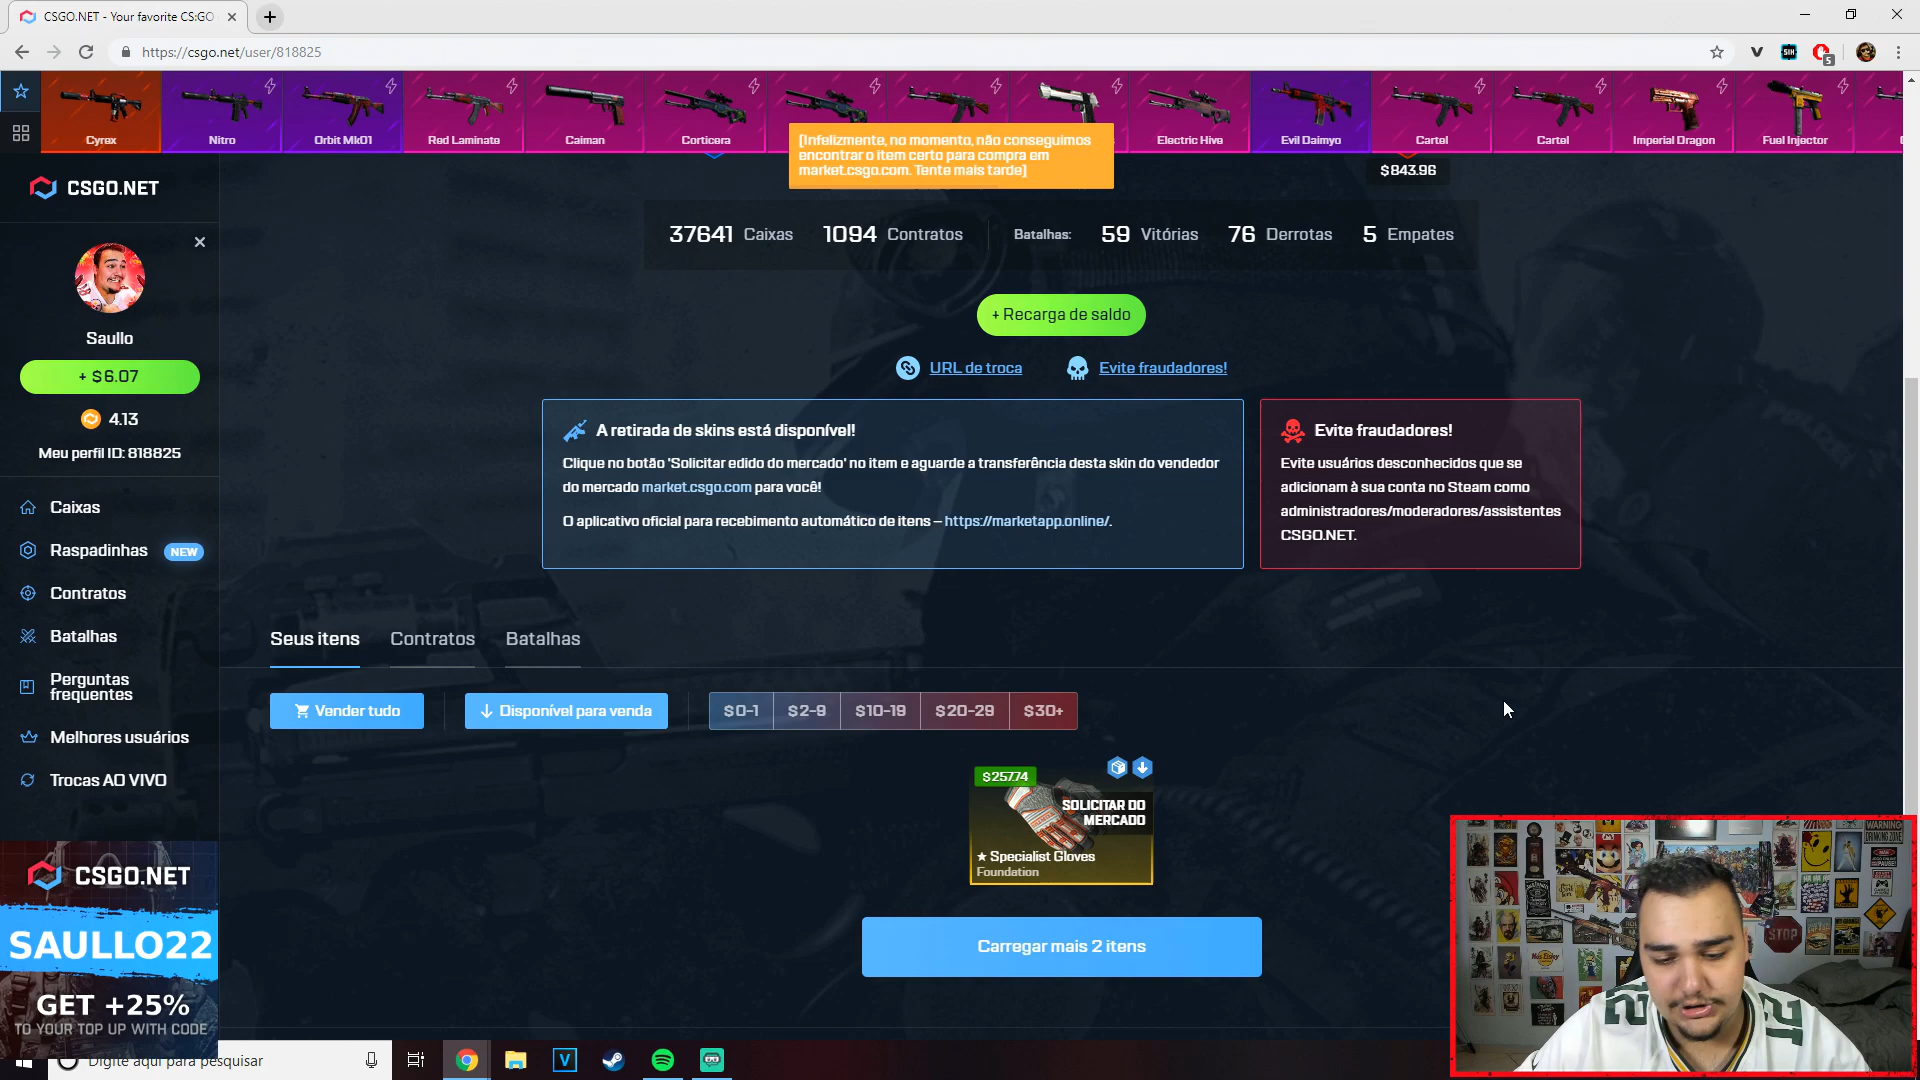 CSGO.NET - Your favorite CS:GO
https://csgo.net/user/818825
SIH
5
Cyrex
Nitro
Orbit Mk01
Red Laminate
Caiman
Corticera
Electric Hive
Evil Daimyo
Cartel
Cartel
Imperial Dragon
Fuel Injector
[Infelizmente, no momento, não conseguimos
encontrar o item certo para compra em
market.csgo.com. Tente mais tarde]
$843.96
CSGO.NET
37641 Caixas
1094 Contratos
Batalhas:
59 Vitórias
76 Derrotas
5 Empates
+ Recarga de saldo
Saullo
+ $6.07
4.13
Meu perfil ID: 818825
URL de troca
Evite fraudadores!
A retirada de skins está disponível!
Clique no botão 'Solicitar edido do mercado' no item e aguarde a transferência desta skin do vendedor
do mercado market.csgo.com para você!
O aplicativo oficial para recebimento automático de itens – https://marketapp.online/.
Evite fraudadores!
Evite usuários desconhecidos que se
adicionam à sua conta no Steam como
administradores/moderadores/assistentes
CSGO.NET.
Caixas
Raspadinhas NEW
Contratos
Batalhas
Perguntas
frequentes
Melhores usuários
Trocas AO VIVO
Seus itens
Contratos
Batalhas
Vender tudo
Disponível para venda
$0-1
$2-9
$10-19
$20-29
$30+
$257.74
SOLICITAR DO
MERCADO
★ Specialist Gloves
Foundation
Carregar mais 2 itens
CSGO.NET
SAULLO22
GET +25%
TO YOUR TOP UP WITH CODE
Digite aqui para pesquisar
V
WARNING
STOP